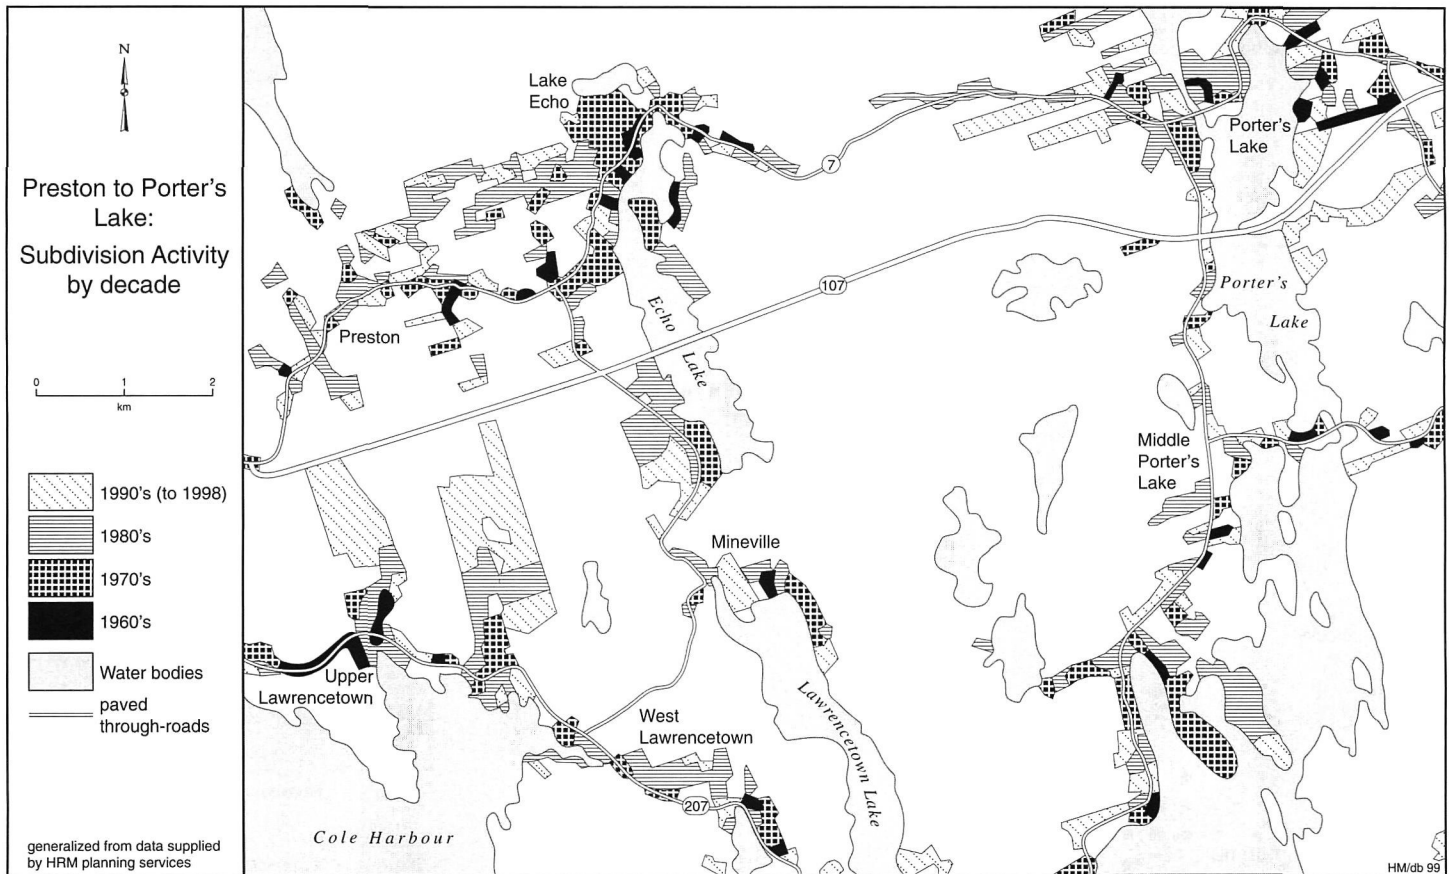 N
Preston to Porter's
Lake:
Subdivision Activity
by decade
0 1 2
km
1990's (to 1998)
1980's
1970's
1960's
Water bodies
paved
through-roads
generalized from data supplied
by HRM planning services
Lake
Echo
7
Porter's
Lake
107
Preston
Echo
Lake
Porter's
Lake
Middle
Porter's
Lake
Mineville
Upper
Lawrencetown
West
Lawrencetown
Lawrencetown Lake
207
Cole Harbour
HM/db 99